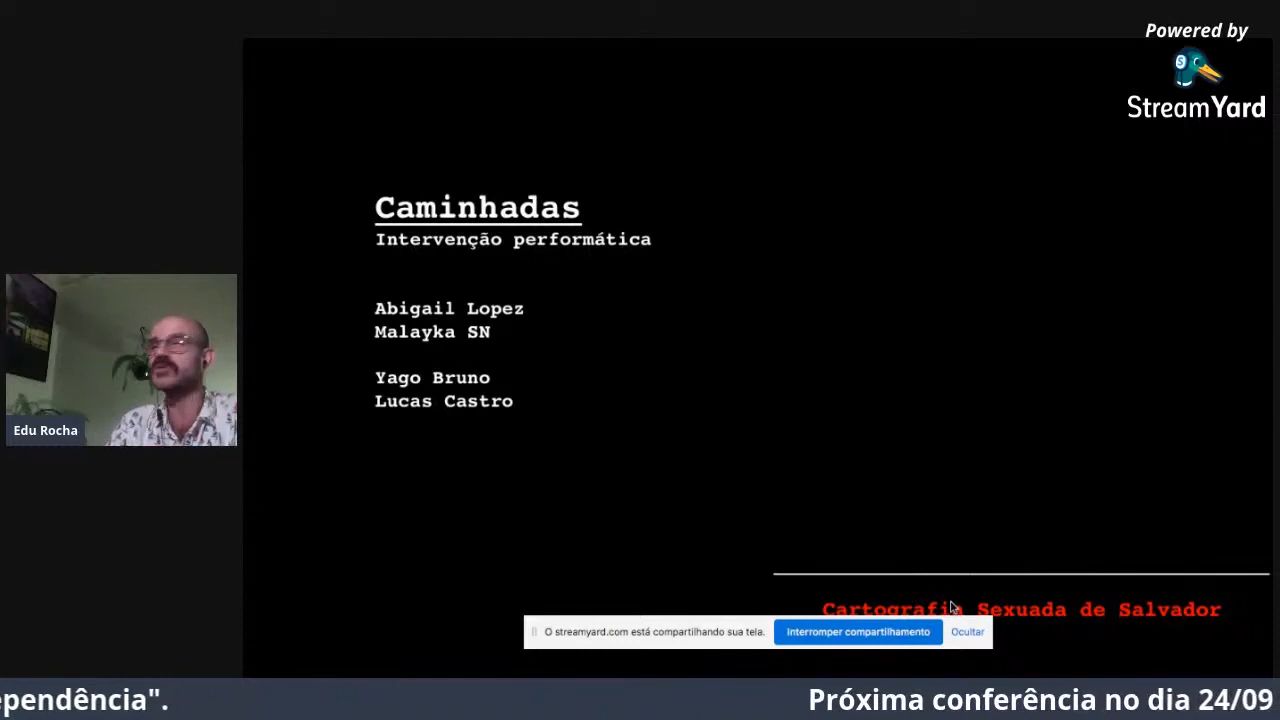 Powered by
StreamYard
Caminhadas
Intervenção performática
Abigail Lopez
Malayka SN
Yago Bruno
Lucas Castro
Edu Rocha
Cartografia Sexuada de Salvador
O streamyard.com está compartilhando sua tela. Interromper compartilhamento Ocultar
ependência". Próxima conferência no dia 24/09